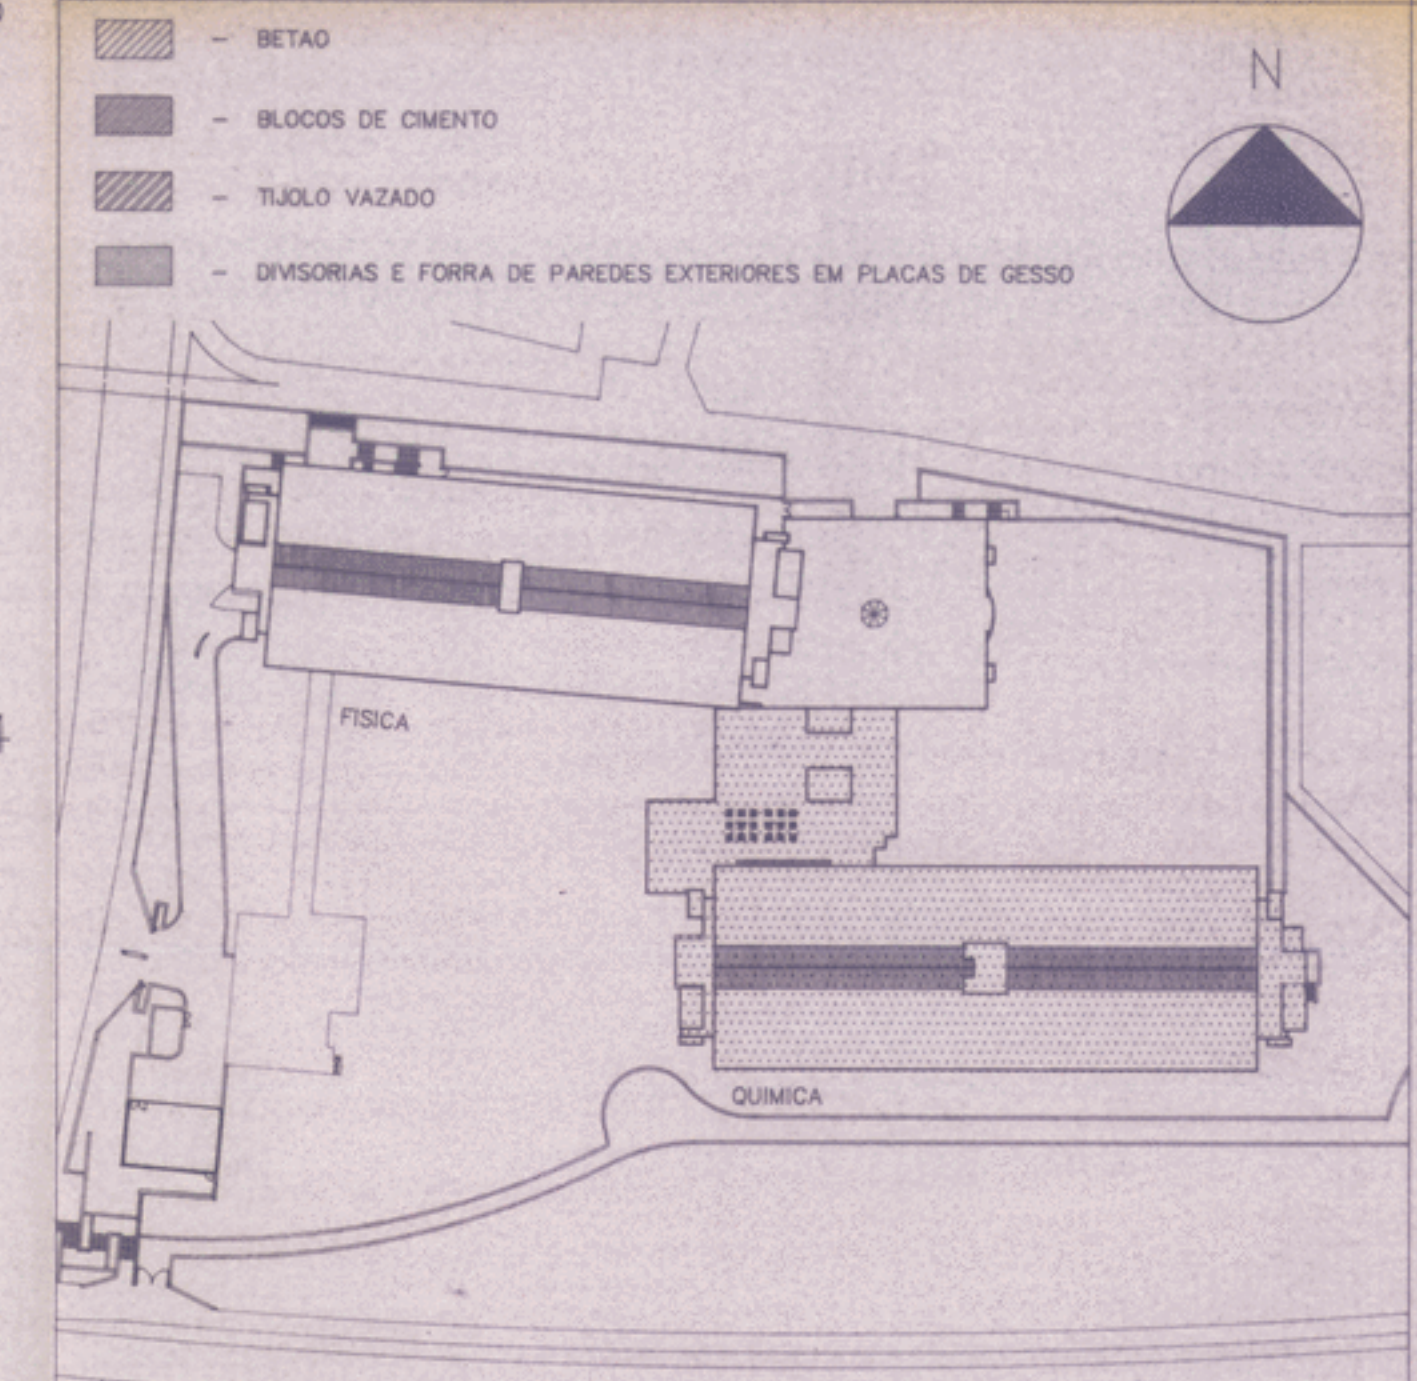 - BETAO
N
- BLOCOS DE CIMENTO
- TIJOLO VAZADO
- DIVISORIAS E FORRA DE PAREDES EXTERIORES EM PLACAS DE GESSO
FISICA
QUIMICA